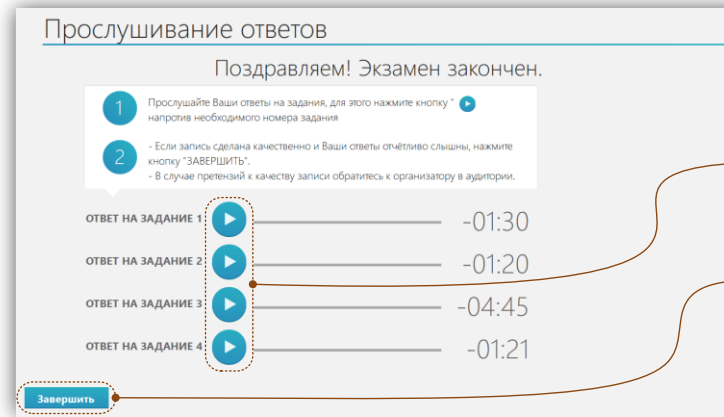 Прослушивание ответов
Поздравляем! Экзамен закончен.
1 Прослушайте Ваши ответы на задания, для этого нажмите кнопку "
напротив необходимого номера задания
- Если запись сделана качественно и Ваши ответы отчётливо слышны, нажмите
2 кнопку "ЗАВЕРШИТЬ".
- В случае претензий к качеству записи обратитесь к организатору в аудитории.
ОТВЕТ НА ЗАДАНИЕ 1 -01:30
ОТВЕТ НА ЗАДАНИЕ 2 -01:20
ОТВЕТ НА ЗАДАНИЕ 3 -04:45
ОТВЕТ НА ЗАДАНИЕ 4 -01:21
Завершить